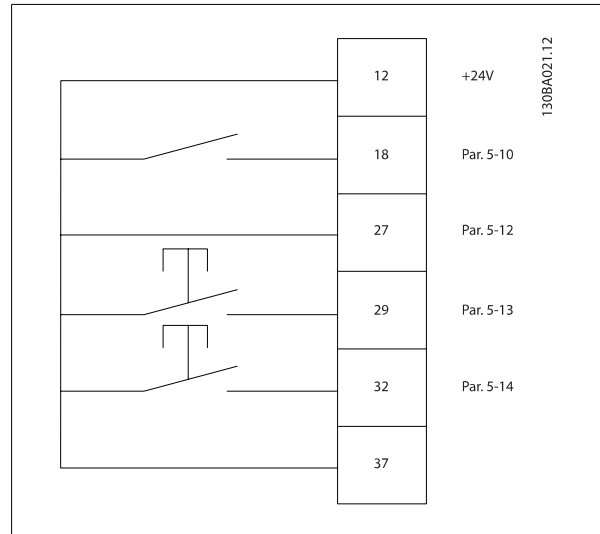 12 +24V
18 Par. 5-10
27 Par. 5-12
29 Par. 5-13
32 Par. 5-14
37
130BA021.12